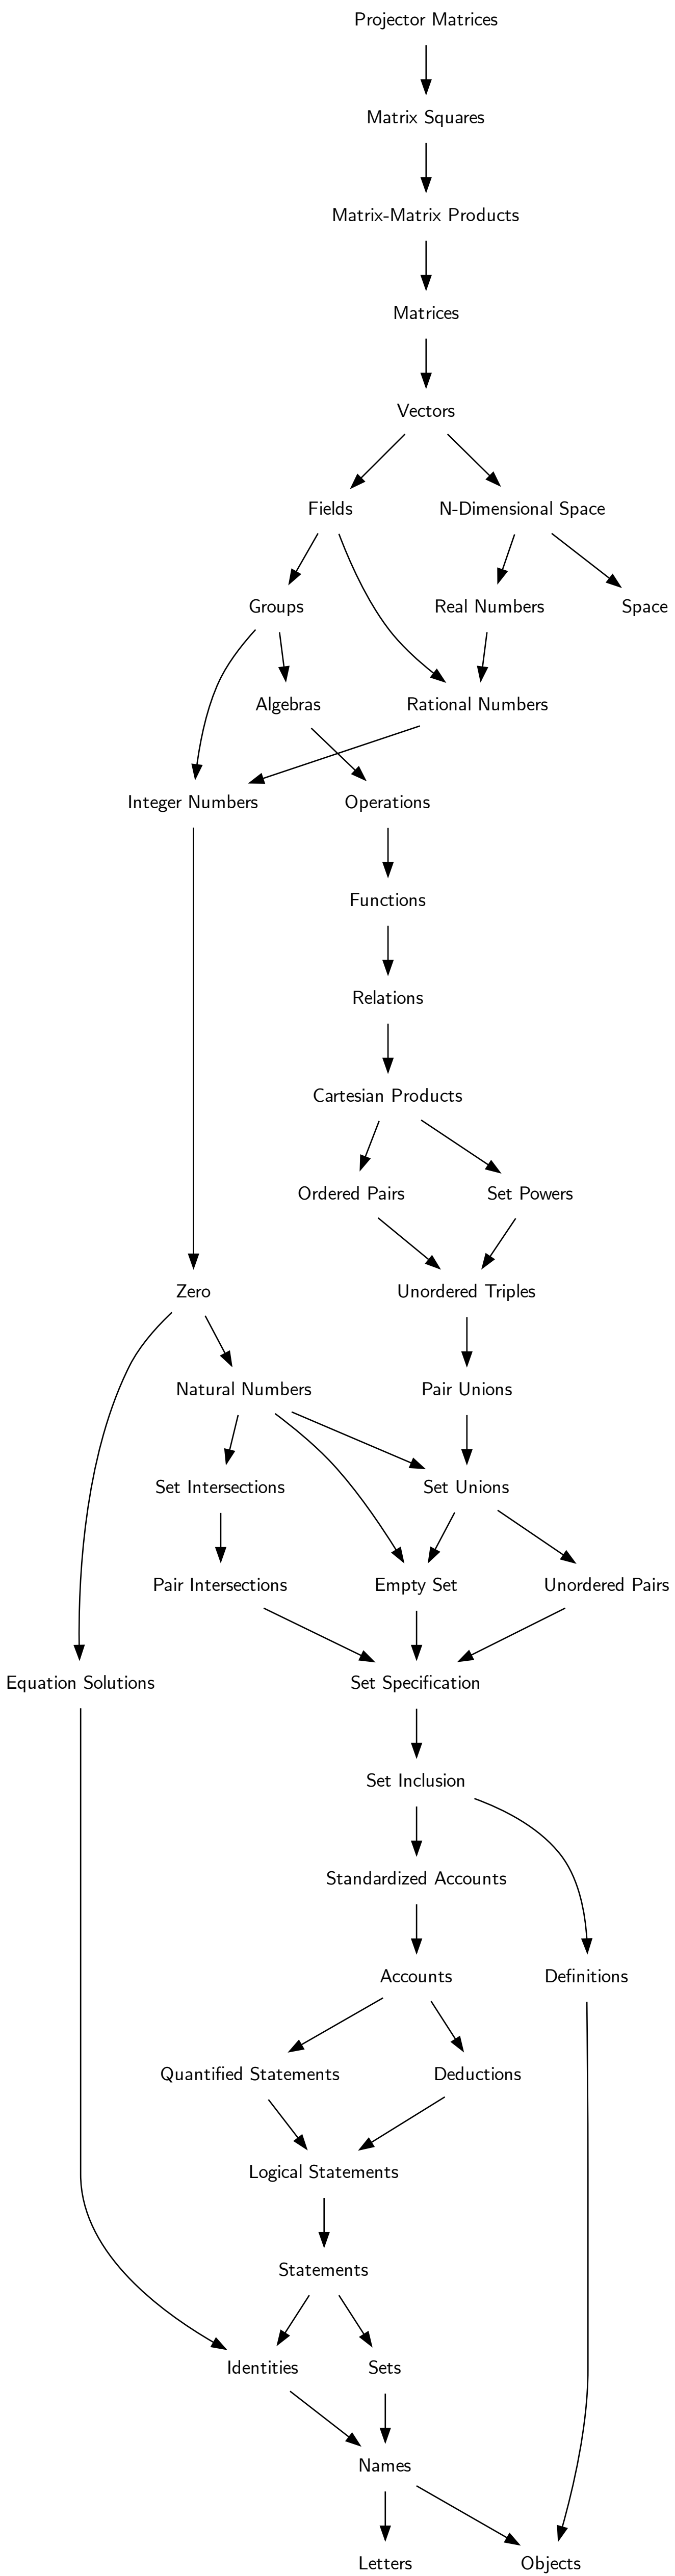 Projector Matrices
Matrix Squares
Matrix-Matrix Products
Matrices
Vectors
Fields
N-Dimensional Space
Groups
Real Numbers
Space
Algebras
Rational Numbers
Integer Numbers
Operations
Functions
Relations
Cartesian Products
Ordered Pairs
Set Powers
Zero
Unordered Triples
Natural Numbers
Pair Unions
Set Intersections
Set Unions
Pair Intersections
Empty Set
Unordered Pairs
Equation Solutions
Set Specification
Set Inclusion
Standardized Accounts
Accounts
Definitions
Quantified Statements
Deductions
Logical Statements
Statements
Identities
Sets
Names
Letters
Objects